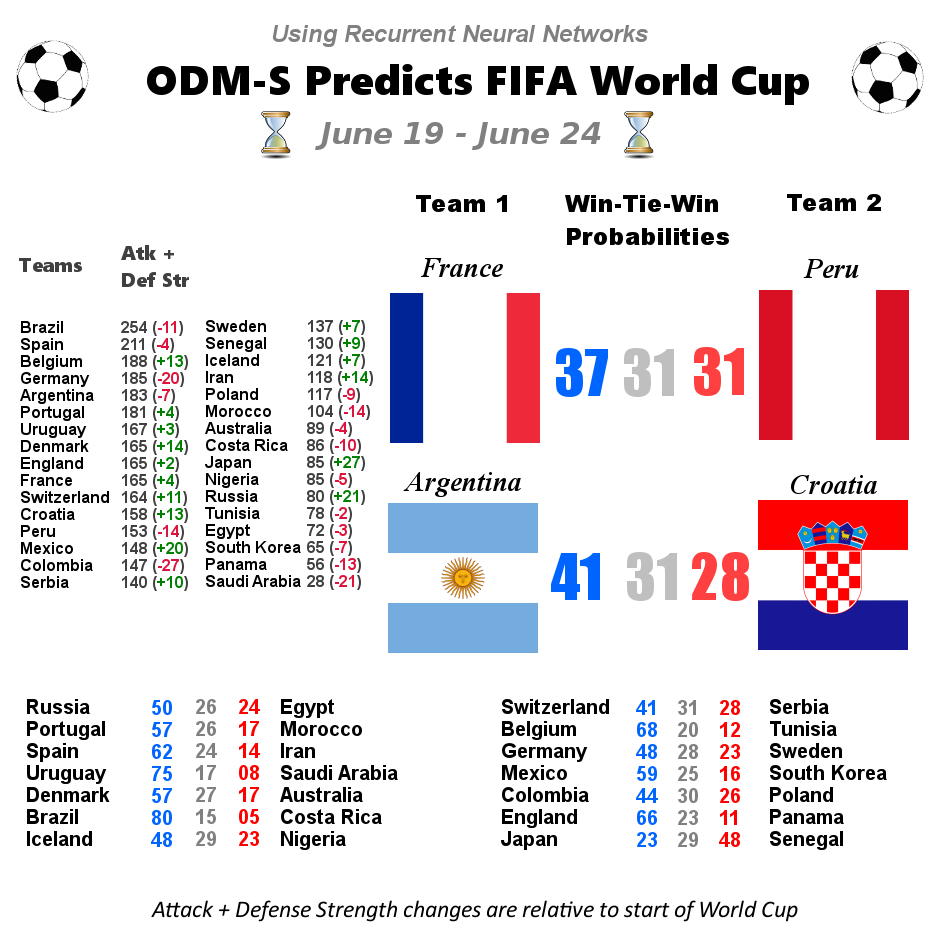 Using Recurrent Neural Networks
ODM-S Predicts FIFA World Cup
June 19 - June 24
Team 1 Win-Tie-Win Probabilities Team 2
France 37 31 31 Peru
Argentina 41 31 28 Croatia
Teams Atk + Def Str
Brazil 254 (-11) Sweden 137 (+7)
Spain 211 (-4) Senegal 130 (+9)
Belgium 188 (+13) Iceland 121 (+7)
Germany 185 (-20) Iran 118 (+14)
Argentina 183 (-7) Poland 117 (-9)
Portugal 181 (+4) Morocco 104 (-14)
Uruguay 167 (+3) Australia 89 (-4)
Denmark 165 (+14) Costa Rica 86 (-10)
England 165 (+2) Japan 85 (+27)
France 165 (+4) Nigeria 85 (-5)
Switzerland 164 (+11) Russia 80 (+21)
Croatia 158 (+13) Tunisia 78 (-2)
Peru 153 (-14) Egypt 72 (-3)
Mexico 148 (+20) South Korea 65 (-7)
Colombia 147 (-27) Panama 56 (-13)
Serbia 140 (+10) Saudi Arabia 28 (-21)
Russia 50 26 24 Egypt Switzerland 41 31 28 Serbia
Portugal 57 26 17 Morocco Belgium 68 20 12 Tunisia
Spain 62 24 14 Iran Germany 48 28 23 Sweden
Uruguay 75 17 08 Saudi Arabia Mexico 59 25 16 South Korea
Denmark 57 27 17 Australia Colombia 44 30 26 Poland
Brazil 80 15 05 Costa Rica England 66 23 11 Panama
Iceland 48 29 23 Nigeria Japan 23 29 48 Senegal
Attack + Defense Strength changes are relative to start of World Cup